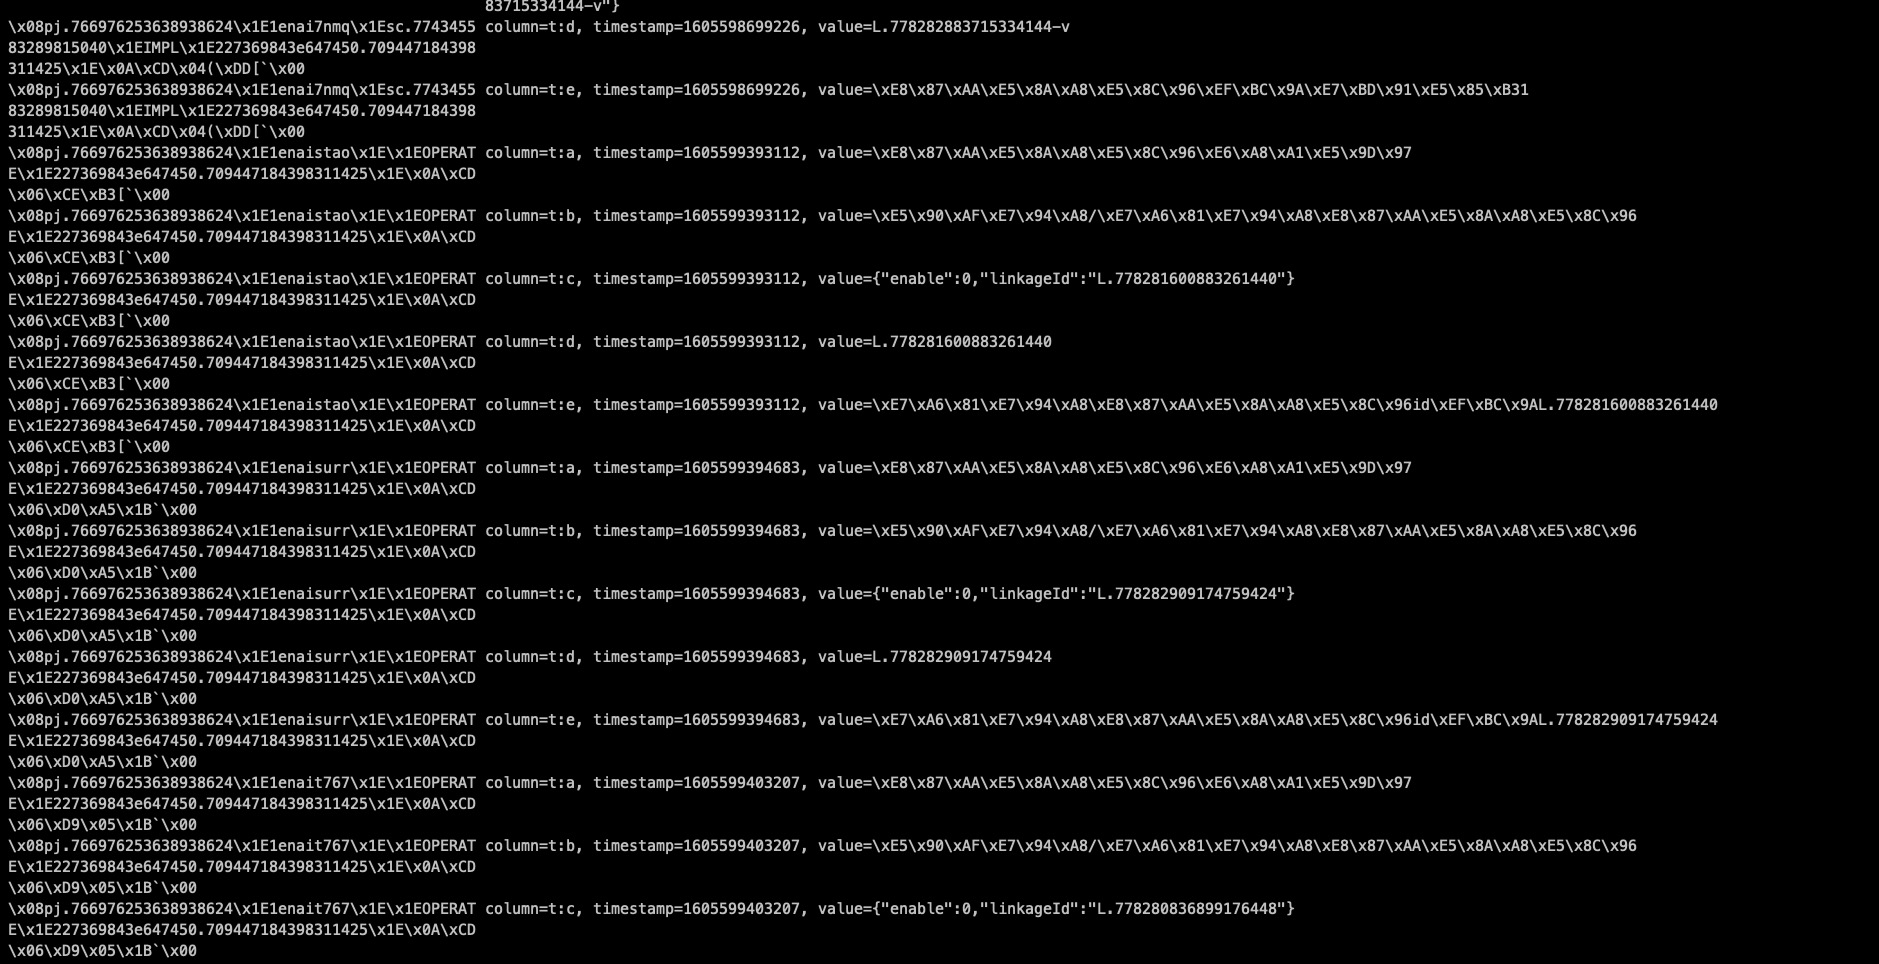 83715334144-v"}
\x08pj.766976253638938624\x1E1enai7nmq\x1Esc.7743455 column=t:d, timestamp=1605598699226, value=L.778282883715334144-v
83289815040\x1EIMPL\x1E227369843e647450.709447184398
311425\x1E\x0A\xCD\x04(\xDD[`\x00
\x08pj.766976253638938624\x1E1enai7nmq\x1Esc.7743455 column=t:e, timestamp=1605598699226, value=\xE8\x87\xAA\xE5\x8A\xA8\xE5\x8C\x96\xEF\xBC\x9A\xE7\xBD\x91\xE5\x85\xB31
83289815040\x1EIMPL\x1E227369843e647450.709447184398
311425\x1E\x0A\xCD\x04(\xDD[`\x00
\x08pj.766976253638938624\x1E1enaistao\x1E\x1EOPERAT column=t:a, timestamp=1605599393112, value=\xE8\x87\xAA\xE5\x8A\xA8\xE5\x8C\x96\xE6\xA8\xA1\xE5\x9D\x97
E\x1E227369843e647450.709447184398311425\x1E\x0A\xCD
\x06\xCE\xB3[`\x00
\x08pj.766976253638938624\x1E1enaistao\x1E\x1EOPERAT column=t:b, timestamp=1605599393112, value=\xE5\x90\xAF\xE7\x94\xA8/\xE7\xA6\x81\xE7\x94\xA8\xE8\x87\xAA\xE5\x8A\xA8\xE5\x8C\x96
E\x1E227369843e647450.709447184398311425\x1E\x0A\xCD
\x06\xCE\xB3[`\x00
\x08pj.766976253638938624\x1E1enaistao\x1E\x1EOPERAT column=t:c, timestamp=1605599393112, value={"enable":0,"linkageId":"L.778281600883261440"}
E\x1E227369843e647450.709447184398311425\x1E\x0A\xCD
\x06\xCE\xB3[`\x00
\x08pj.766976253638938624\x1E1enaistao\x1E\x1EOPERAT column=t:d, timestamp=1605599393112, value=L.778281600883261440
E\x1E227369843e647450.709447184398311425\x1E\x0A\xCD
\x06\xCE\xB3[`\x00
\x08pj.766976253638938624\x1E1enaistao\x1E\x1EOPERAT column=t:e, timestamp=1605599393112, value=\xE7\xA6\x81\xE7\x94\xA8\xE8\x87\xAA\xE5\x8A\xA8\xE5\x8C\x96id\xEF\xBC\x9AL.778281600883261440
E\x1E227369843e647450.709447184398311425\x1E\x0A\xCD
\x06\xCE\xB3[`\x00
\x08pj.766976253638938624\x1E1enaisurr\x1E\x1EOPERAT column=t:a, timestamp=1605599394683, value=\xE8\x87\xAA\xE5\x8A\xA8\xE5\x8C\x96\xE6\xA8\xA1\xE5\x9D\x97
E\x1E227369843e647450.709447184398311425\x1E\x0A\xCD
\x06\xD0\xA5\x1B`\x00
\x08pj.766976253638938624\x1E1enaisurr\x1E\x1EOPERAT column=t:b, timestamp=1605599394683, value=\xE5\x90\xAF\xE7\x94\xA8/\xE7\xA6\x81\xE7\x94\xA8\xE8\x87\xAA\xE5\x8A\xA8\xE5\x8C\x96
E\x1E227369843e647450.709447184398311425\x1E\x0A\xCD
\x06\xD0\xA5\x1B`\x00
\x08pj.766976253638938624\x1E1enaisurr\x1E\x1EOPERAT column=t:c, timestamp=1605599394683, value={"enable":0,"linkageId":"L.778282909174759424"}
E\x1E227369843e647450.709447184398311425\x1E\x0A\xCD
\x06\xD0\xA5\x1B`\x00
\x08pj.766976253638938624\x1E1enaisurr\x1E\x1EOPERAT column=t:d, timestamp=1605599394683, value=L.778282909174759424
E\x1E227369843e647450.709447184398311425\x1E\x0A\xCD
\x06\xD0\xA5\x1B`\x00
\x08pj.766976253638938624\x1E1enaisurr\x1E\x1EOPERAT column=t:e, timestamp=1605599394683, value=\xE7\xA6\x81\xE7\x94\xA8\xE8\x87\xAA\xE5\x8A\xA8\xE5\x8C\x96id\xEF\xBC\x9AL.778282909174759424
E\x1E227369843e647450.709447184398311425\x1E\x0A\xCD
\x06\xD0\xA5\x1B`\x00
\x08pj.766976253638938624\x1E1enait767\x1E\x1EOPERAT column=t:a, timestamp=1605599403207, value=\xE8\x87\xAA\xE5\x8A\xA8\xE5\x8C\x96\xE6\xA8\xA1\xE5\x9D\x97
E\x1E227369843e647450.709447184398311425\x1E\x0A\xCD
\x06\xD9\x05\x1B`\x00
\x08pj.766976253638938624\x1E1enait767\x1E\x1EOPERAT column=t:b, timestamp=1605599403207, value=\xE5\x90\xAF\xE7\x94\xA8/\xE7\xA6\x81\xE7\x94\xA8\xE8\x87\xAA\xE5\x8A\xA8\xE5\x8C\x96
E\x1E227369843e647450.709447184398311425\x1E\x0A\xCD
\x06\xD9\x05\x1B`\x00
\x08pj.766976253638938624\x1E1enait767\x1E\x1EOPERAT column=t:c, timestamp=1605599403207, value={"enable":0,"linkageId":"L.778280836899176448"}
E\x1E227369843e647450.709447184398311425\x1E\x0A\xCD
\x06\xD9\x05\x1B`\x00